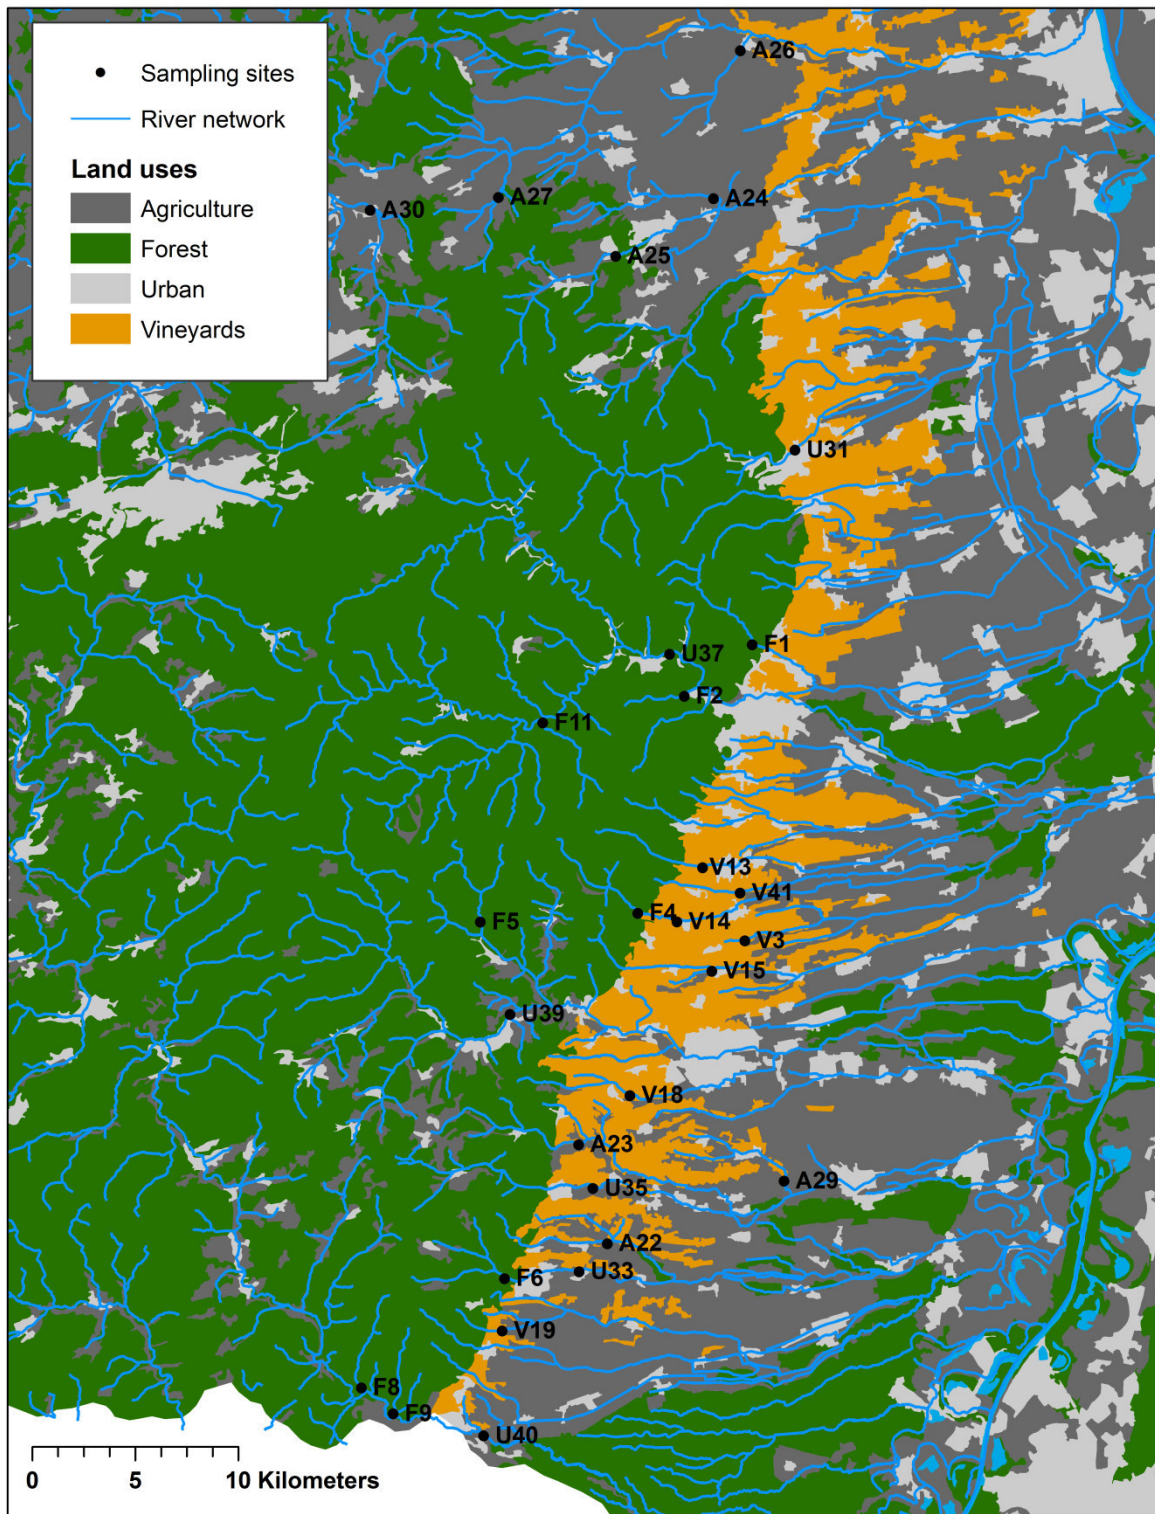 Sampling sites
River network
Land uses
Agriculture
Forest
Urban
Vineyards
A26
A30
A27
A24
A25
U31
F1
U37
F2
F11
V13
V41
F4
V14
F5
V3
V15
U39
V18
A23
A29
U35
A22
U33
F6
V19
F8
F9
U40
0 5 10 Kilometers